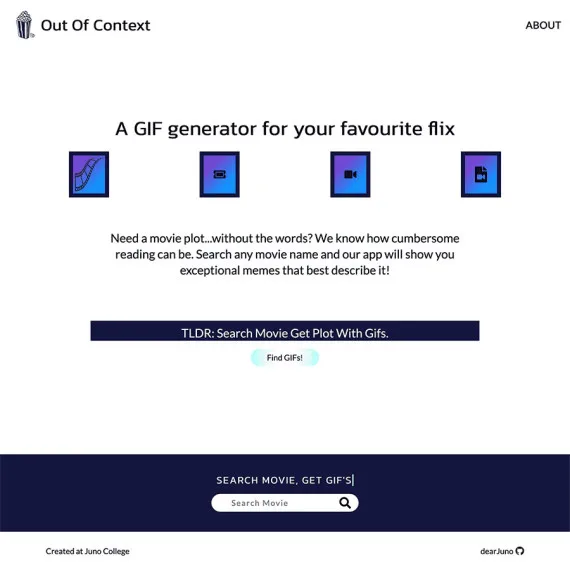 Out Of Context
ABOUT
A GIF generator for your favourite flix
Need a movie plot...without the words? We know how cumbersome
reading can be. Search any movie name and our app will show you
exceptional memes that best describe it!
TLDR: Search Movie Get Plot With Gifs.
Find GIFs!
SEARCH MOVIE, GET GIF'S
Search Movie
Created at Juno College
dearJuno